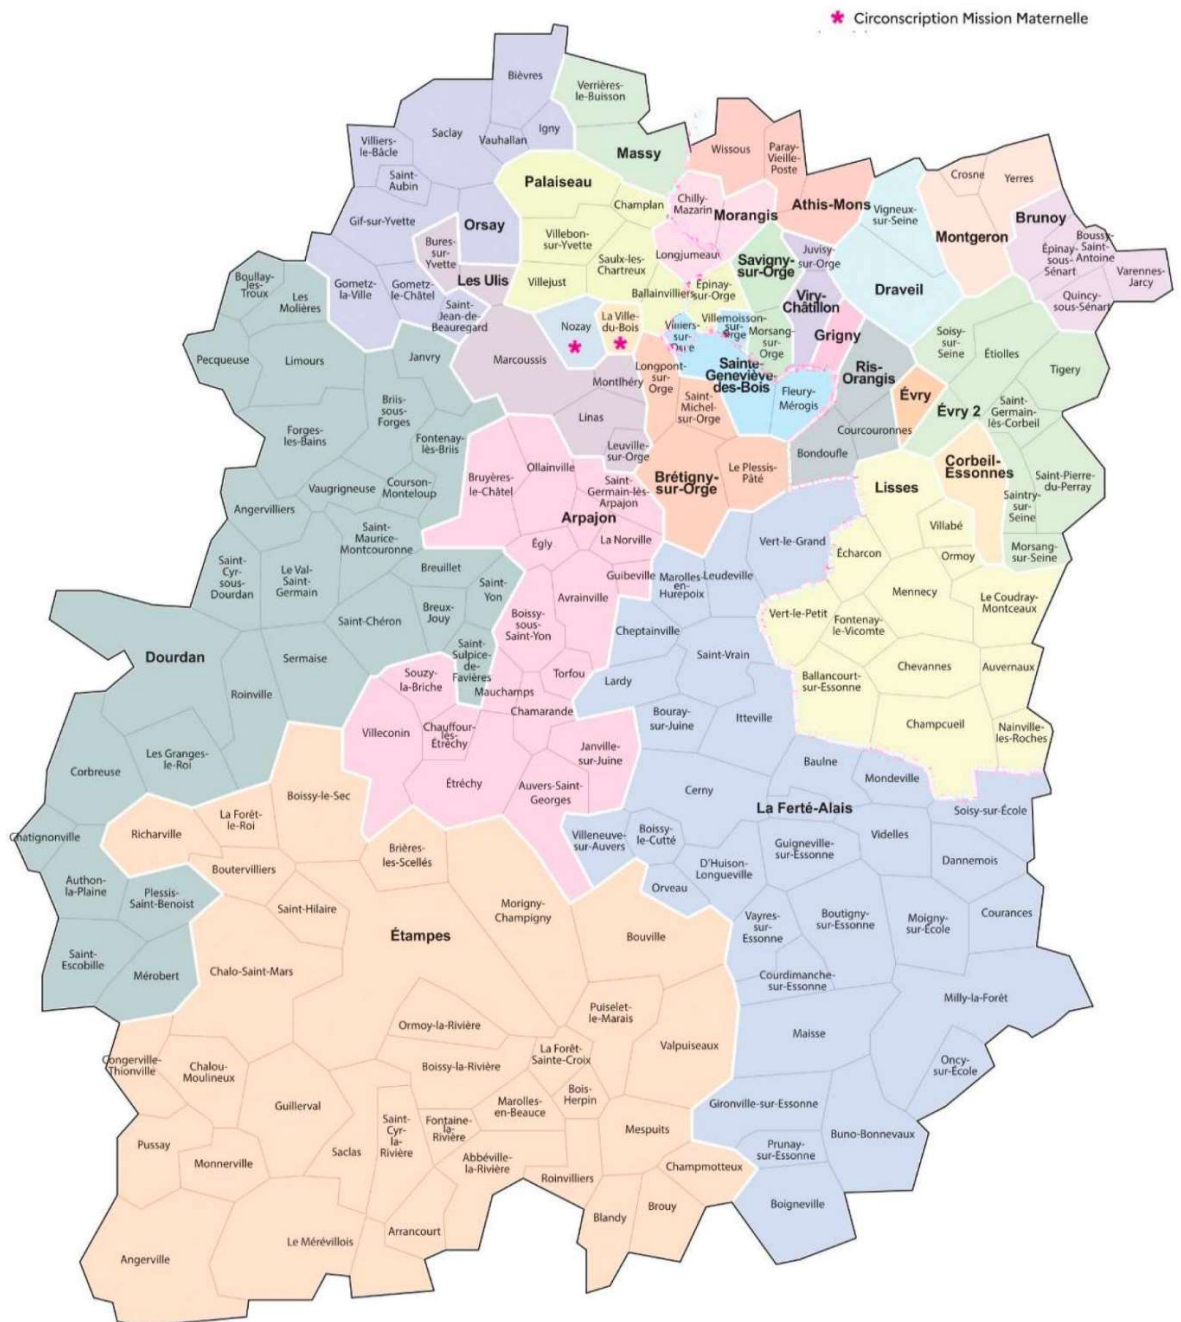 * Circonscription Mission Maternelle
Bièvres
Verrières-
le-Buisson
Saclay
Vauhallan
Igny
Villiers-
le-Bâcle
Saint-
Aubin
Massy
Wissous
Paray-
Vieille-
Poste
Palaiseau
Champlan
Chilly-
Mazarin
Morangis
Athis-Mons
Vigneux-
sur-Seine
Crosne
Yerres
Montgeron
Brunoy
Boussy-
Saint-
Antoine
Épinay-
sous-
Sénart
Varennes-
Jarcy
Quincy-
sous-Sénart
Gif-sur-Yvette
Orsay
Bures-
sur-
Yvette
Les Ulis
Villebon-
sur-Yvette
Saulx-les-
Chartreux
Longjumeau
Savigny-
sur-Orge
Juvisy-
sur-Orge
Draveil
Gometz-
la-Ville
Gometz-
le-Châtel
Saint-
Jean-de-
Beauregard
Villejust
Ballainvilliers
Épinay-
sur-Orge
Viry-
Châtillon
Boullay-
les-
Troux
Les
Molières
Nozay
*
La Ville-
du-Bois
*
Villiers-
sur-
Orge
Villemoisson-
sur-
Orge
Morsang-
sur-
Orge
Grigny
Soisy-
sur-
Seine
Étiolles
Tigery
Pecqueuse
Limours
Janvry
Marcoussis
Montlhéry
Longpont-
sur-
Orge
Sainte-
Geneviève-
des-Bois
Fleury-
Mérogis
Ris-
Orangis
Évry
Évry 2
Saint-
Germain-
lès-Corbeil
Forges-
les-Bains
Briis-
sous-
Forges
Fontenay-
lès-Briis
Linas
Leuville-
sur-Orge
Saint-
Michel-
sur-Orge
Courcouronnes
Bondoufle
Le Plessis-
Pâté
Brétigny-
sur-Orge
Lisses
Corbeil-
Essonnes
Saint-Pierre-
du-Perray
Saintry-
sur-
Seine
Morsang-
sur-Seine
Angervilliers
Vaugrigneuse
Courson-
Monteloup
Bruyères-
le-Châtel
Ollainville
Saint-
Germain-lès-
Arpajon
Arpajon
La Norville
Égly
Guibeville
Villabé
Ormoy
Écharcon
Vert-le-Grand
Saint-
Cyr-
sous-
Dourdan
Le Val-
Saint-
Germain
Saint-
Maurice-
Montcouronne
Breuillet
Saint-
Yon
Breux-
Jouy
Saint-Chéron
Saint-
Sulpice-
de-
Favières
Boissy-
sous-
Saint-Yon
Avrainville
Marolles-
en-
Hurepoix
Leudeville
Vert-le-Petit
Fontenay-
le-Vicomte
Mennecy
Le Coudray-
Montceaux
Cheptainville
Saint-Vrain
Ballancourt-
sur-Essonne
Chevannes
Auvernaux
Champcueil
Nainville-
les-Roches
Dourdan
Sermaise
Roinville
Souzy-
la-Briche
Mauchamps
Torfou
Chamarande
Lardy
Bouray-
sur-Juine
Itteville
Les Granges-
le-Roi
Corbreuse
Villeconin
Chauffour-
lès-
Étréchy
Étréchy
Janville-
sur-Juine
Auvers-Saint-
Georges
Baulne
Mondeville
Cerny
La Ferté-Alais
Soisy-sur-École
Boissy-le-Sec
La Forêt-
le-Roi
Richarville
Chatignonville
Boutervilliers
Brières-
les-Scellés
Villeneuve-
sur-Auvers
Boissy-
le-Cutté
D'Huison-
Longueville
Guigneville-
sur-Essonne
Videlles
Dannemois
Orveau
Authon-
la-Plaine
Plessis-
Saint-Benoist
Saint-Hilaire
Morigny-
Champigny
Étampes
Bouville
Vayres-
sur-
Essonne
Boutigny-
sur-Essonne
Moigny-
sur-École
Courances
Saint-
Escobille
Mérobert
Chalo-Saint-Mars
Courdimanche-
sur-Essonne
Milly-la-Forêt
Ormoy-la-Rivière
Puiselet-
le-Marais
Valpuiseaux
Maisse
Oncy-
sur-École
Congerville-
Thionville
Chalou-
Moulineux
Boissy-la-Rivière
La Forêt-
Sainte-Croix
Bois-
Herpin
Guillerval
Marolles-
en-Beauce
Gironville-sur-Essonne
Saint-
Cyr-
la-
Rivière
Fontaine-
la-
Rivière
Mespuits
Buno-Bonnevaux
Pussay
Monnerville
Saclas
Abbéville-
la-Rivière
Roinvilliers
Champmotteux
Prunay-
sur-Essonne
Boigneville
Blandy
Brouy
Arrancourt
Le Mérévillois
Angerville